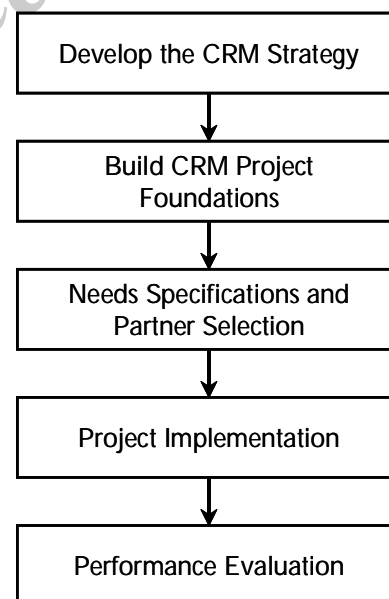 Develop the CRM Strategy
Build CRM Project
Foundations
Needs Specifications and
Partner Selection
Project Implementation
Performance Evaluation